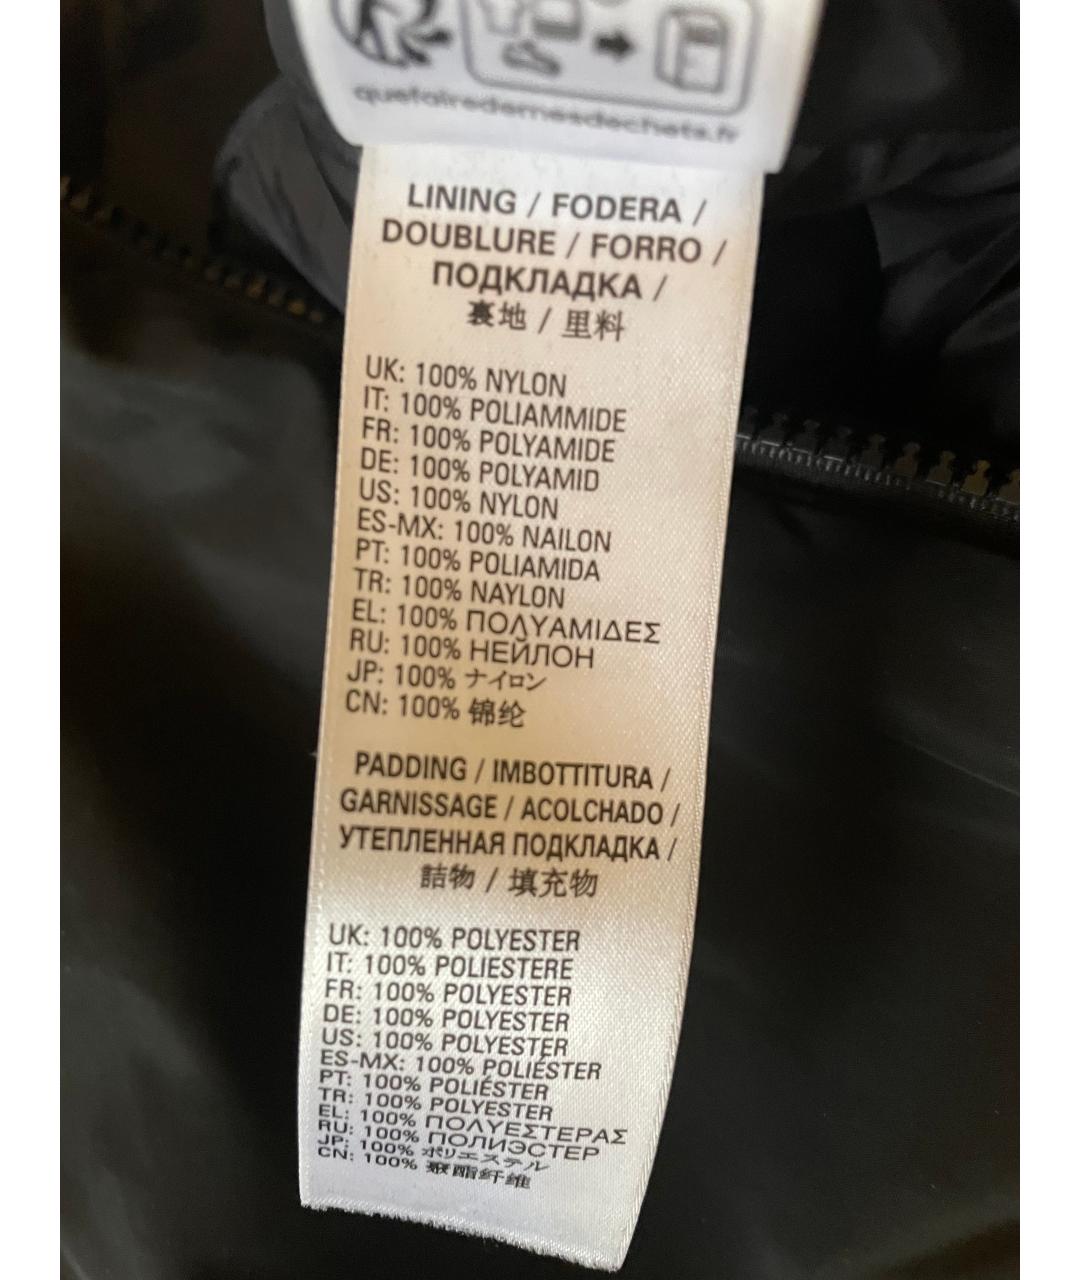 quefairedemesdechets.fr
LINING / FODERA /
DOUBLURE / FORRO /
ПОДКЛАДКА /
裏地 / 里料
UK: 100% NYLON
IT: 100% POLIAMMIDE
FR: 100% POLYAMIDE
DE: 100% POLYAMID
US: 100% NYLON
ES-MX: 100% NAILON
PT: 100% POLIAMIDA
TR: 100% NAYLON
EL: 100% ΠΟΛΥΑΜΙΔΕΣ
RU: 100% НЕЙЛОН
JP: 100% ナイロン
CN: 100% 锦纶
PADDING / IMBOTTITURA /
GARNISSAGE / ACOLCHADO /
УТЕПЛЕННАЯ ПОДКЛАДКА /
詰物 / 填充物
UK: 100% POLYESTER
IT: 100% POLIESTERE
FR: 100% POLYESTER
DE: 100% POLYESTER
US: 100% POLYESTER
ES-MX: 100% POLIÉSTER
PT: 100% POLIÉSTER
TR: 100% POLYESTER
EL: 100% ΠΟΛΥΕΣΤΕΡΑΣ
RU: 100% ПОЛИЭСТЕР
JP: 100% ポリエステル
CN: 100% 聚酯纤维